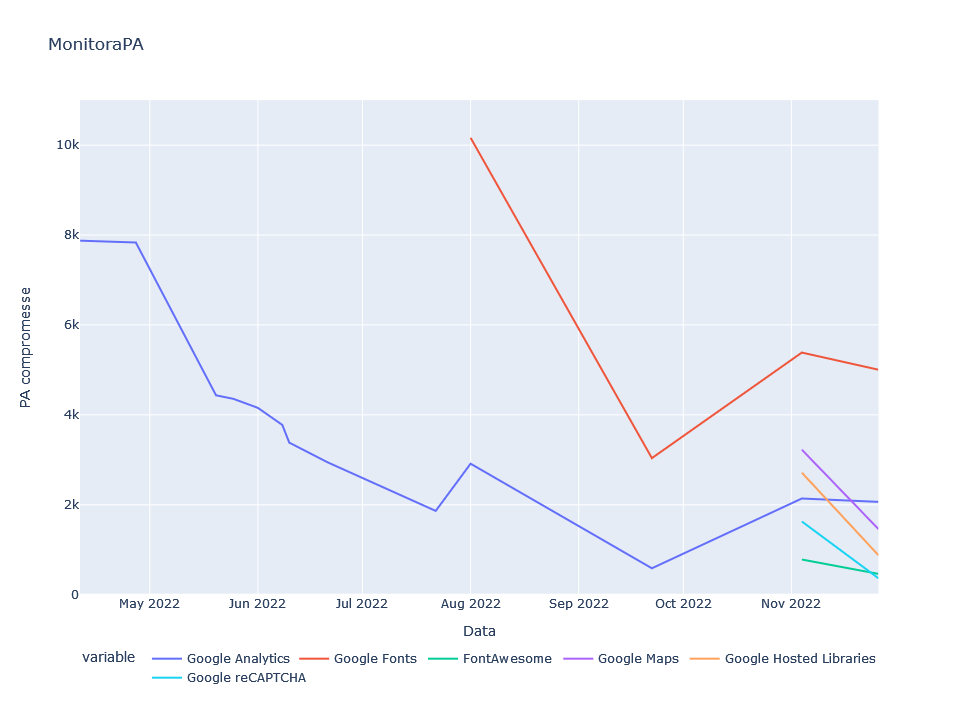 MonitoraPA
10k
8k
6k
4k
2k
0
PA compromesse
May 2022
Jun 2022
Jul 2022
Aug 2022
Sep 2022
Oct 2022
Nov 2022
Data
variable
Google Analytics
Google Fonts
FontAwesome
Google Maps
Google Hosted Libraries
Google reCAPTCHA